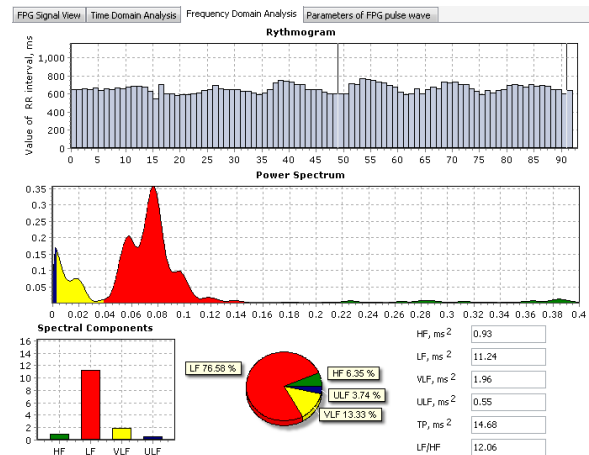 FPG Signal View Time Domain Analysis Frequency Domain Analysis Parameters of FPG pulse wave
Rythmogram
Value of RR interval, ms
1,000
800
600
400
200
0
0 5 10 15 20 25 30 35 40 45 50 55 60 65 70 75 80 85 90
Power Spectrum
0.35
0.3
0.25
0.2
0.15
0.1
0.05
0 0.02 0.04 0.06 0.08 0.1 0.12 0.14 0.16 0.18 0.2 0.22 0.24 0.26 0.28 0.3 0.32 0.34 0.36 0.38 0.4
Spectral Components
16
14
12
10
8
6
4
2
0
HF LF VLF ULF
LF 76.58 %
HF 6.35 %
ULF 3.74 %
VLF 13.33 %
HF, ms 2 0.93
LF, ms 2 11.24
VLF, ms 2 1.96
ULF, ms 2 0.55
TP, ms 2 14.68
LF/HF 12.06